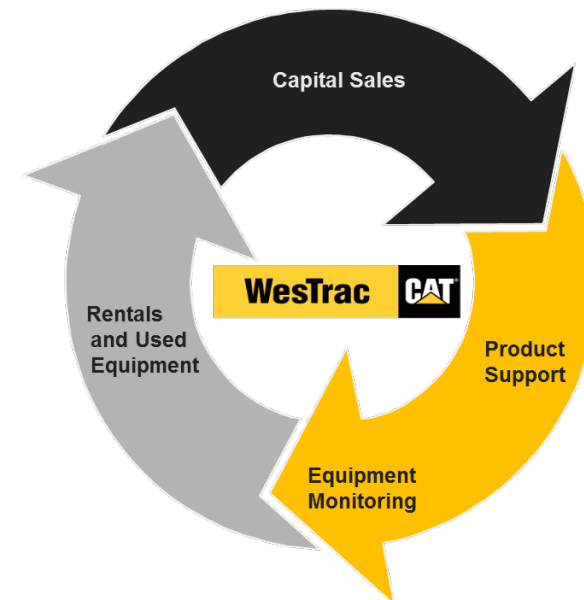 Capital Sales
WesTrac CAT
Rentals
and Used
Equipment
Product
Support
Equipment
Monitoring